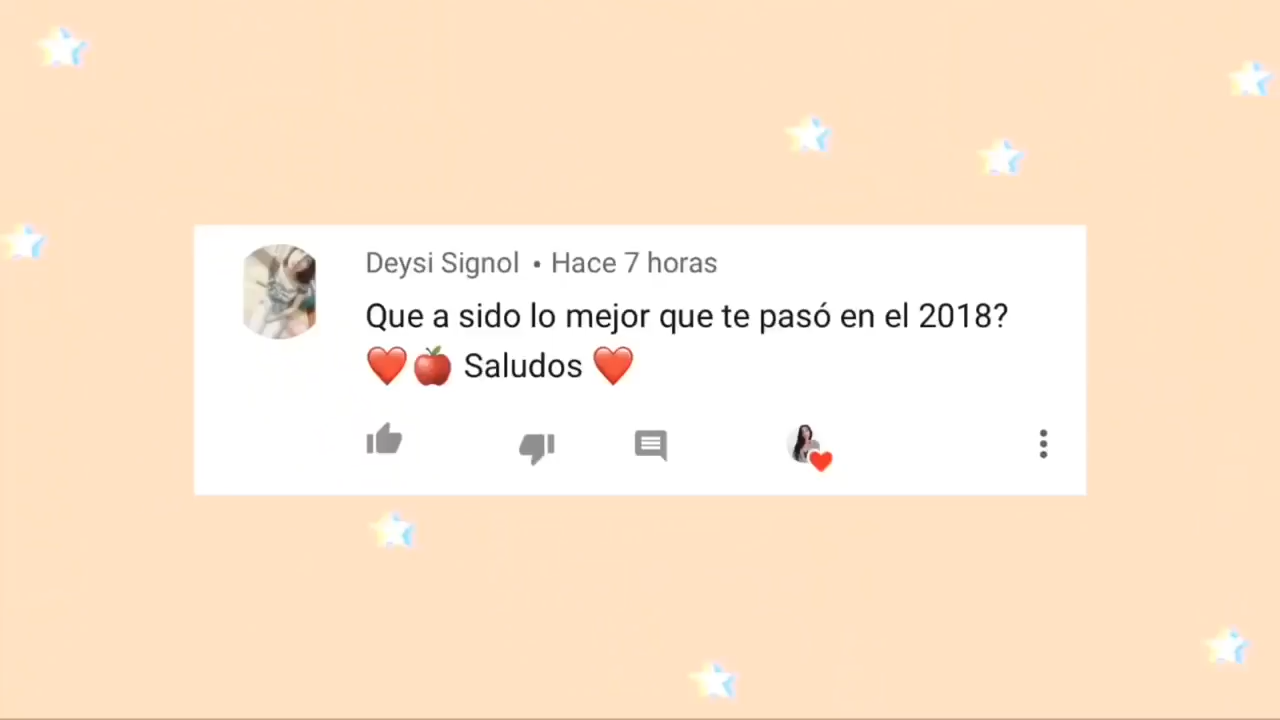 Deysi Signol • Hace 7 horas
Que a sido lo mejor que te pasó en el 2018?
❤️🍎 Saludos ❤️